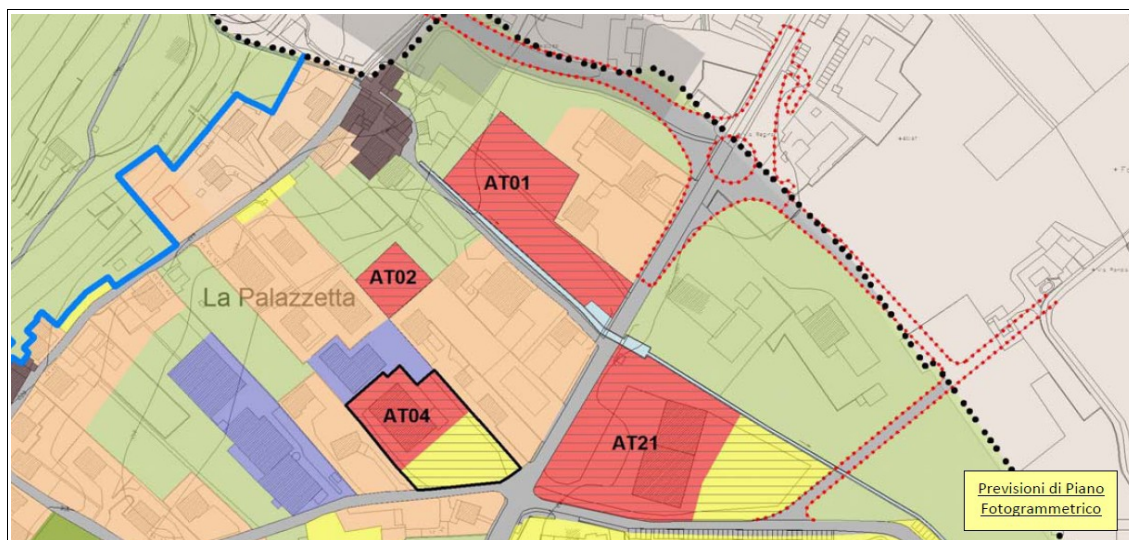 AT01
AT02
La Palazzetta
AT04
AT21
Previsioni di Piano
Fotogrammetrico